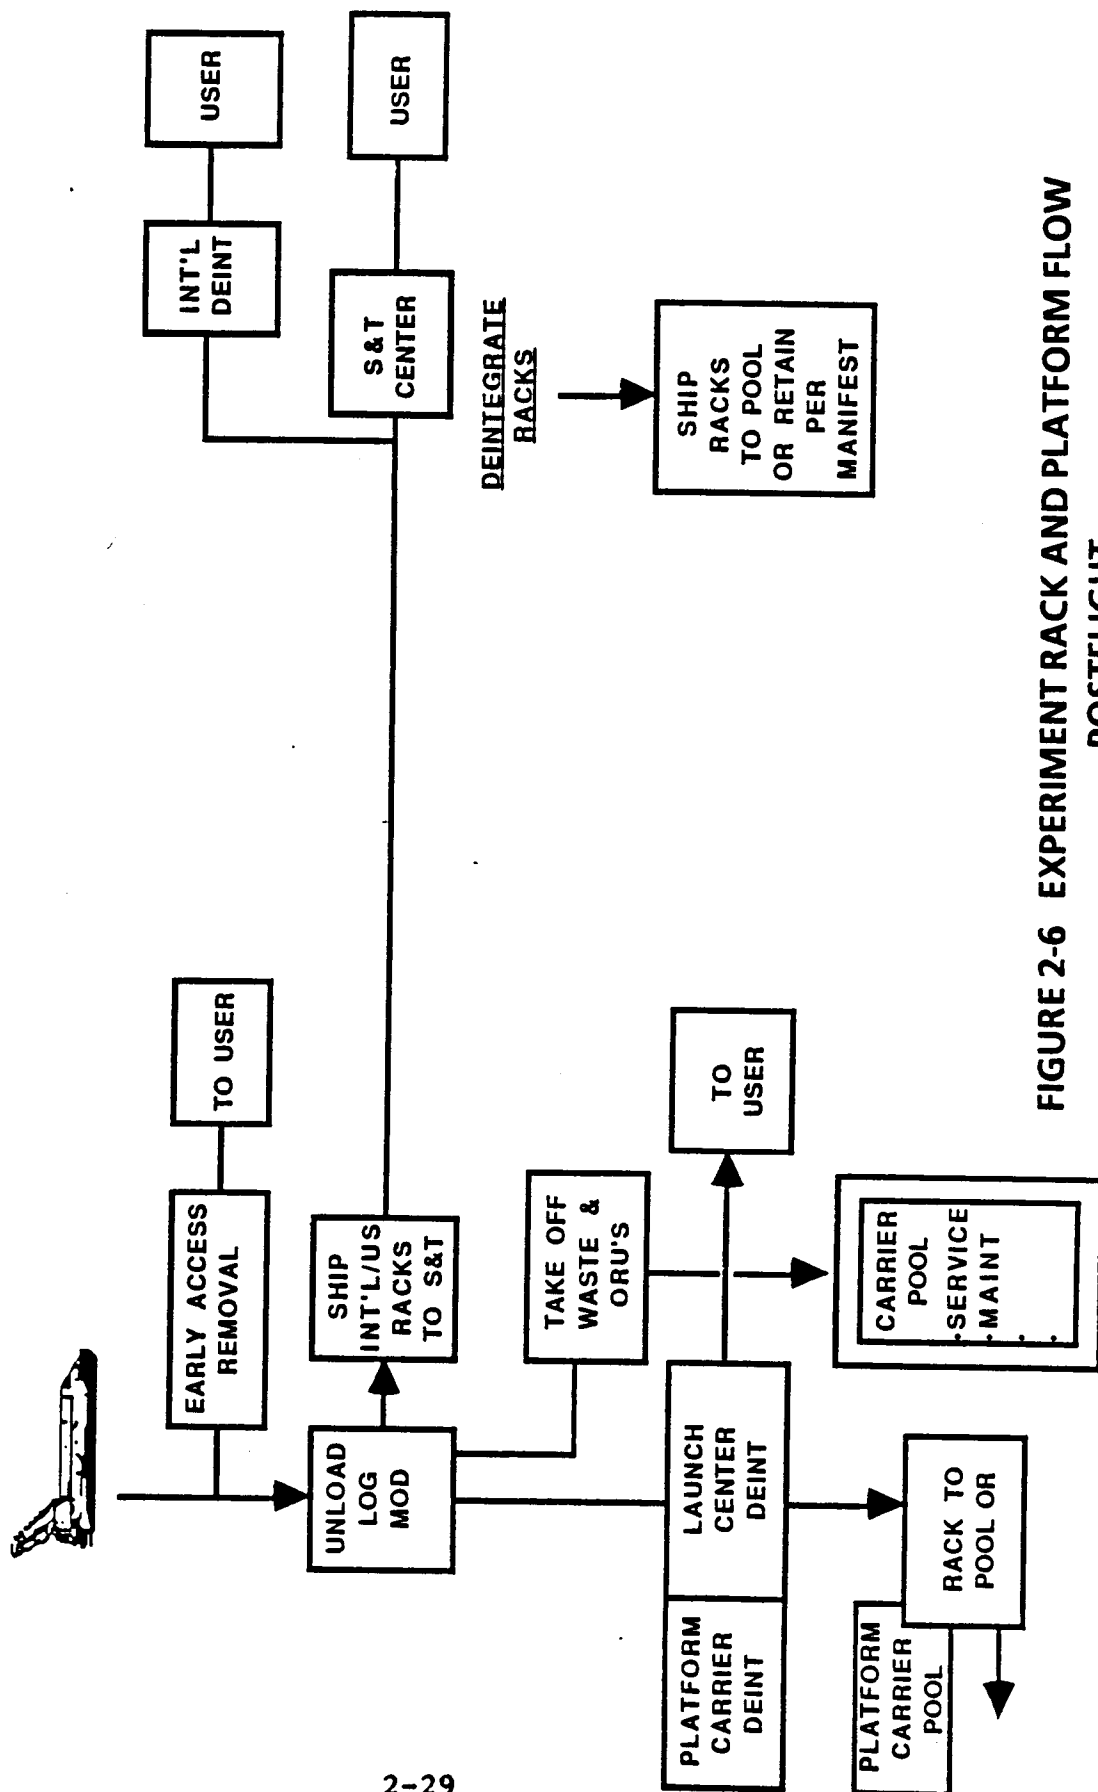 EARLY ACCESS
REMOVAL
TO USER
UNLOAD
LOG
MOD
SHIP
INT'L/US
RACKS
TO S&T
INT'L
DEINT
USER
S&T
CENTER
USER
DEINTEGRATE
RACKS
SHIP
RACKS
TO POOL
OR RETAIN
PER
MANIFEST
TAKE OFF
WASTE &
ORU'S
PLATFORM
CARRIER
DEINT
LAUNCH
CENTER
DEINT
TO
USER
PLATFORM
CARRIER
POOL
RACK TO
POOL OR
CARRIER
POOL
.SERVICE
.MAINT
.
.
FIGURE 2-6 EXPERIMENT RACK AND PLATFORM FLOW
2-29